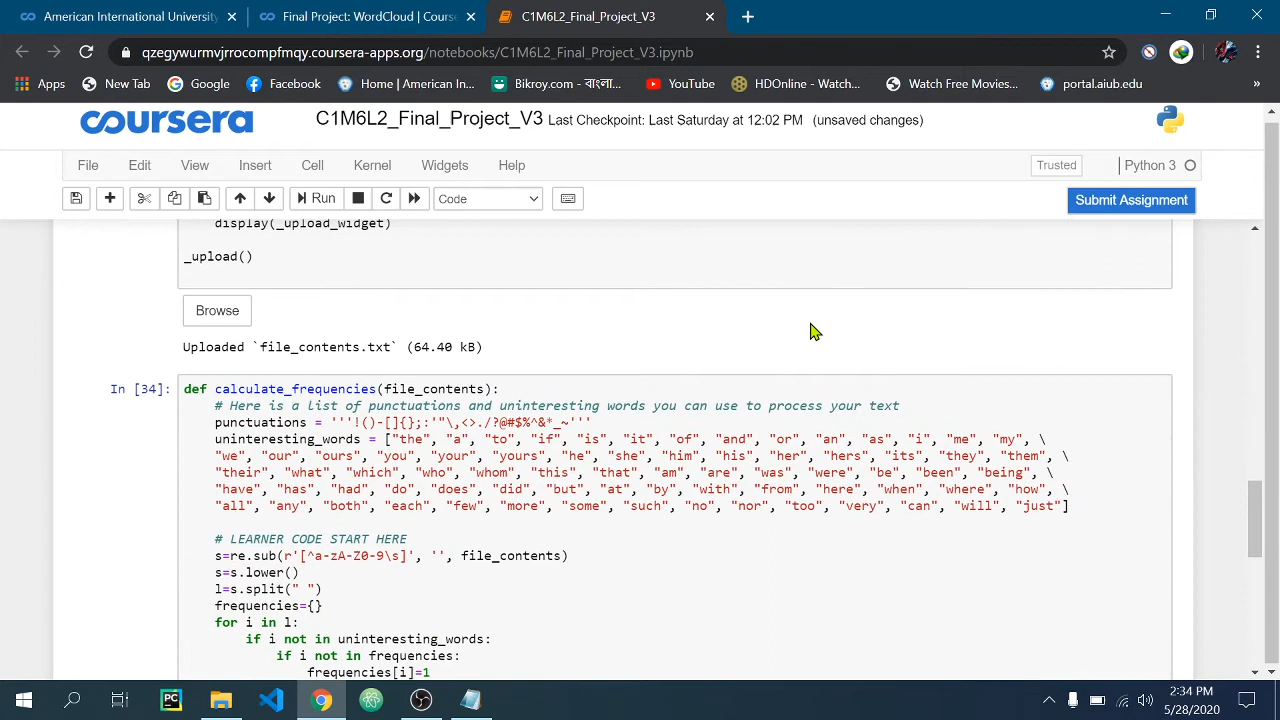 American International University
Final Project: WordCloud | Cours
C1M6L2_Final_Project_V3
qzegywurmvjrrocompfmqy.coursera-apps.org/notebooks/C1M6L2_Final_Project_V3.ipynb
Apps New Tab Google Facebook Home | American In... Bikroy.com - বাংলা... YouTube HDOnline - Watch... Watch Free Movies... portal.aiub.edu »
coursera C1M6L2_Final_Project_V3 Last Checkpoint: Last Saturday at 12:02 PM (unsaved changes)
File Edit View Insert Cell Kernel Widgets Help Trusted Python 3
Run Code Submit Assignment
display(_upload_widget)
_upload()
Browse
Uploaded `file_contents.txt` (64.40 kB)
In [34]: def calculate_frequencies(file_contents):
# Here is a list of punctuations and uninteresting words you can use to process your text
punctuations = '''!()-[]{};:'"\,<>./?@#$%^&*_~'''
uninteresting_words = ["the", "a", "to", "if", "is", "it", "of", "and", "or", "an", "as", "i", "me", "my", \
"we", "our", "ours", "you", "your", "yours", "he", "she", "him", "his", "her", "hers", "its", "they", "them", \
"their", "what", "which", "who", "whom", "this", "that", "am", "are", "was", "were", "be", "been", "being", \
"have", "has", "had", "do", "does", "did", "but", "at", "by", "with", "from", "here", "when", "where", "how", \
"all", "any", "both", "each", "few", "more", "some", "such", "no", "nor", "too", "very", "can", "will", "just"]
# LEARNER CODE START HERE
s=re.sub(r'[^a-zA-Z0-9\s]', '', file_contents)
s=s.lower()
l=s.split(" ")
frequencies={}
for i in l:
if i not in uninteresting_words:
if i not in frequencies:
frequencies[i]=1
2:34 PM
5/28/2020